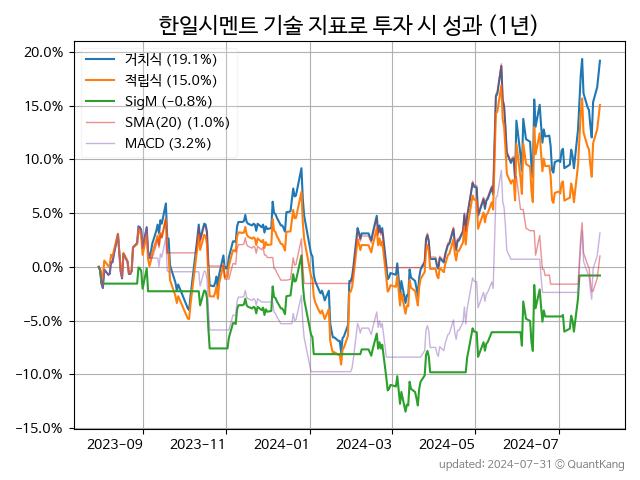 한일시멘트 기술 지표로 투자 시 성과 (1년)
20.0%
15.0%
10.0%
5.0%
0.0%
−5.0%
−10.0%
−15.0%
거치식 (19.1%)
적립식 (15.0%)
SigM (−0.8%)
SMA(20) (1.0%)
MACD (3.2%)
2023−09 2023−11 2024−01 2024−03 2024−05 2024−07
updated: 2024-07-31 © QuantKang